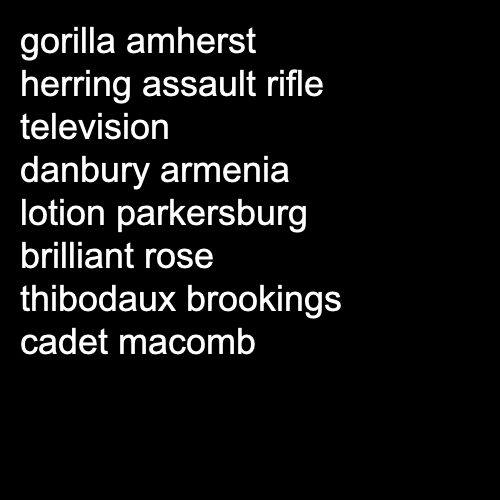 gorilla amherst
herring assault rifle
television
danbury armenia
lotion parkersburg
brilliant rose
thibodaux brookings
cadet macomb